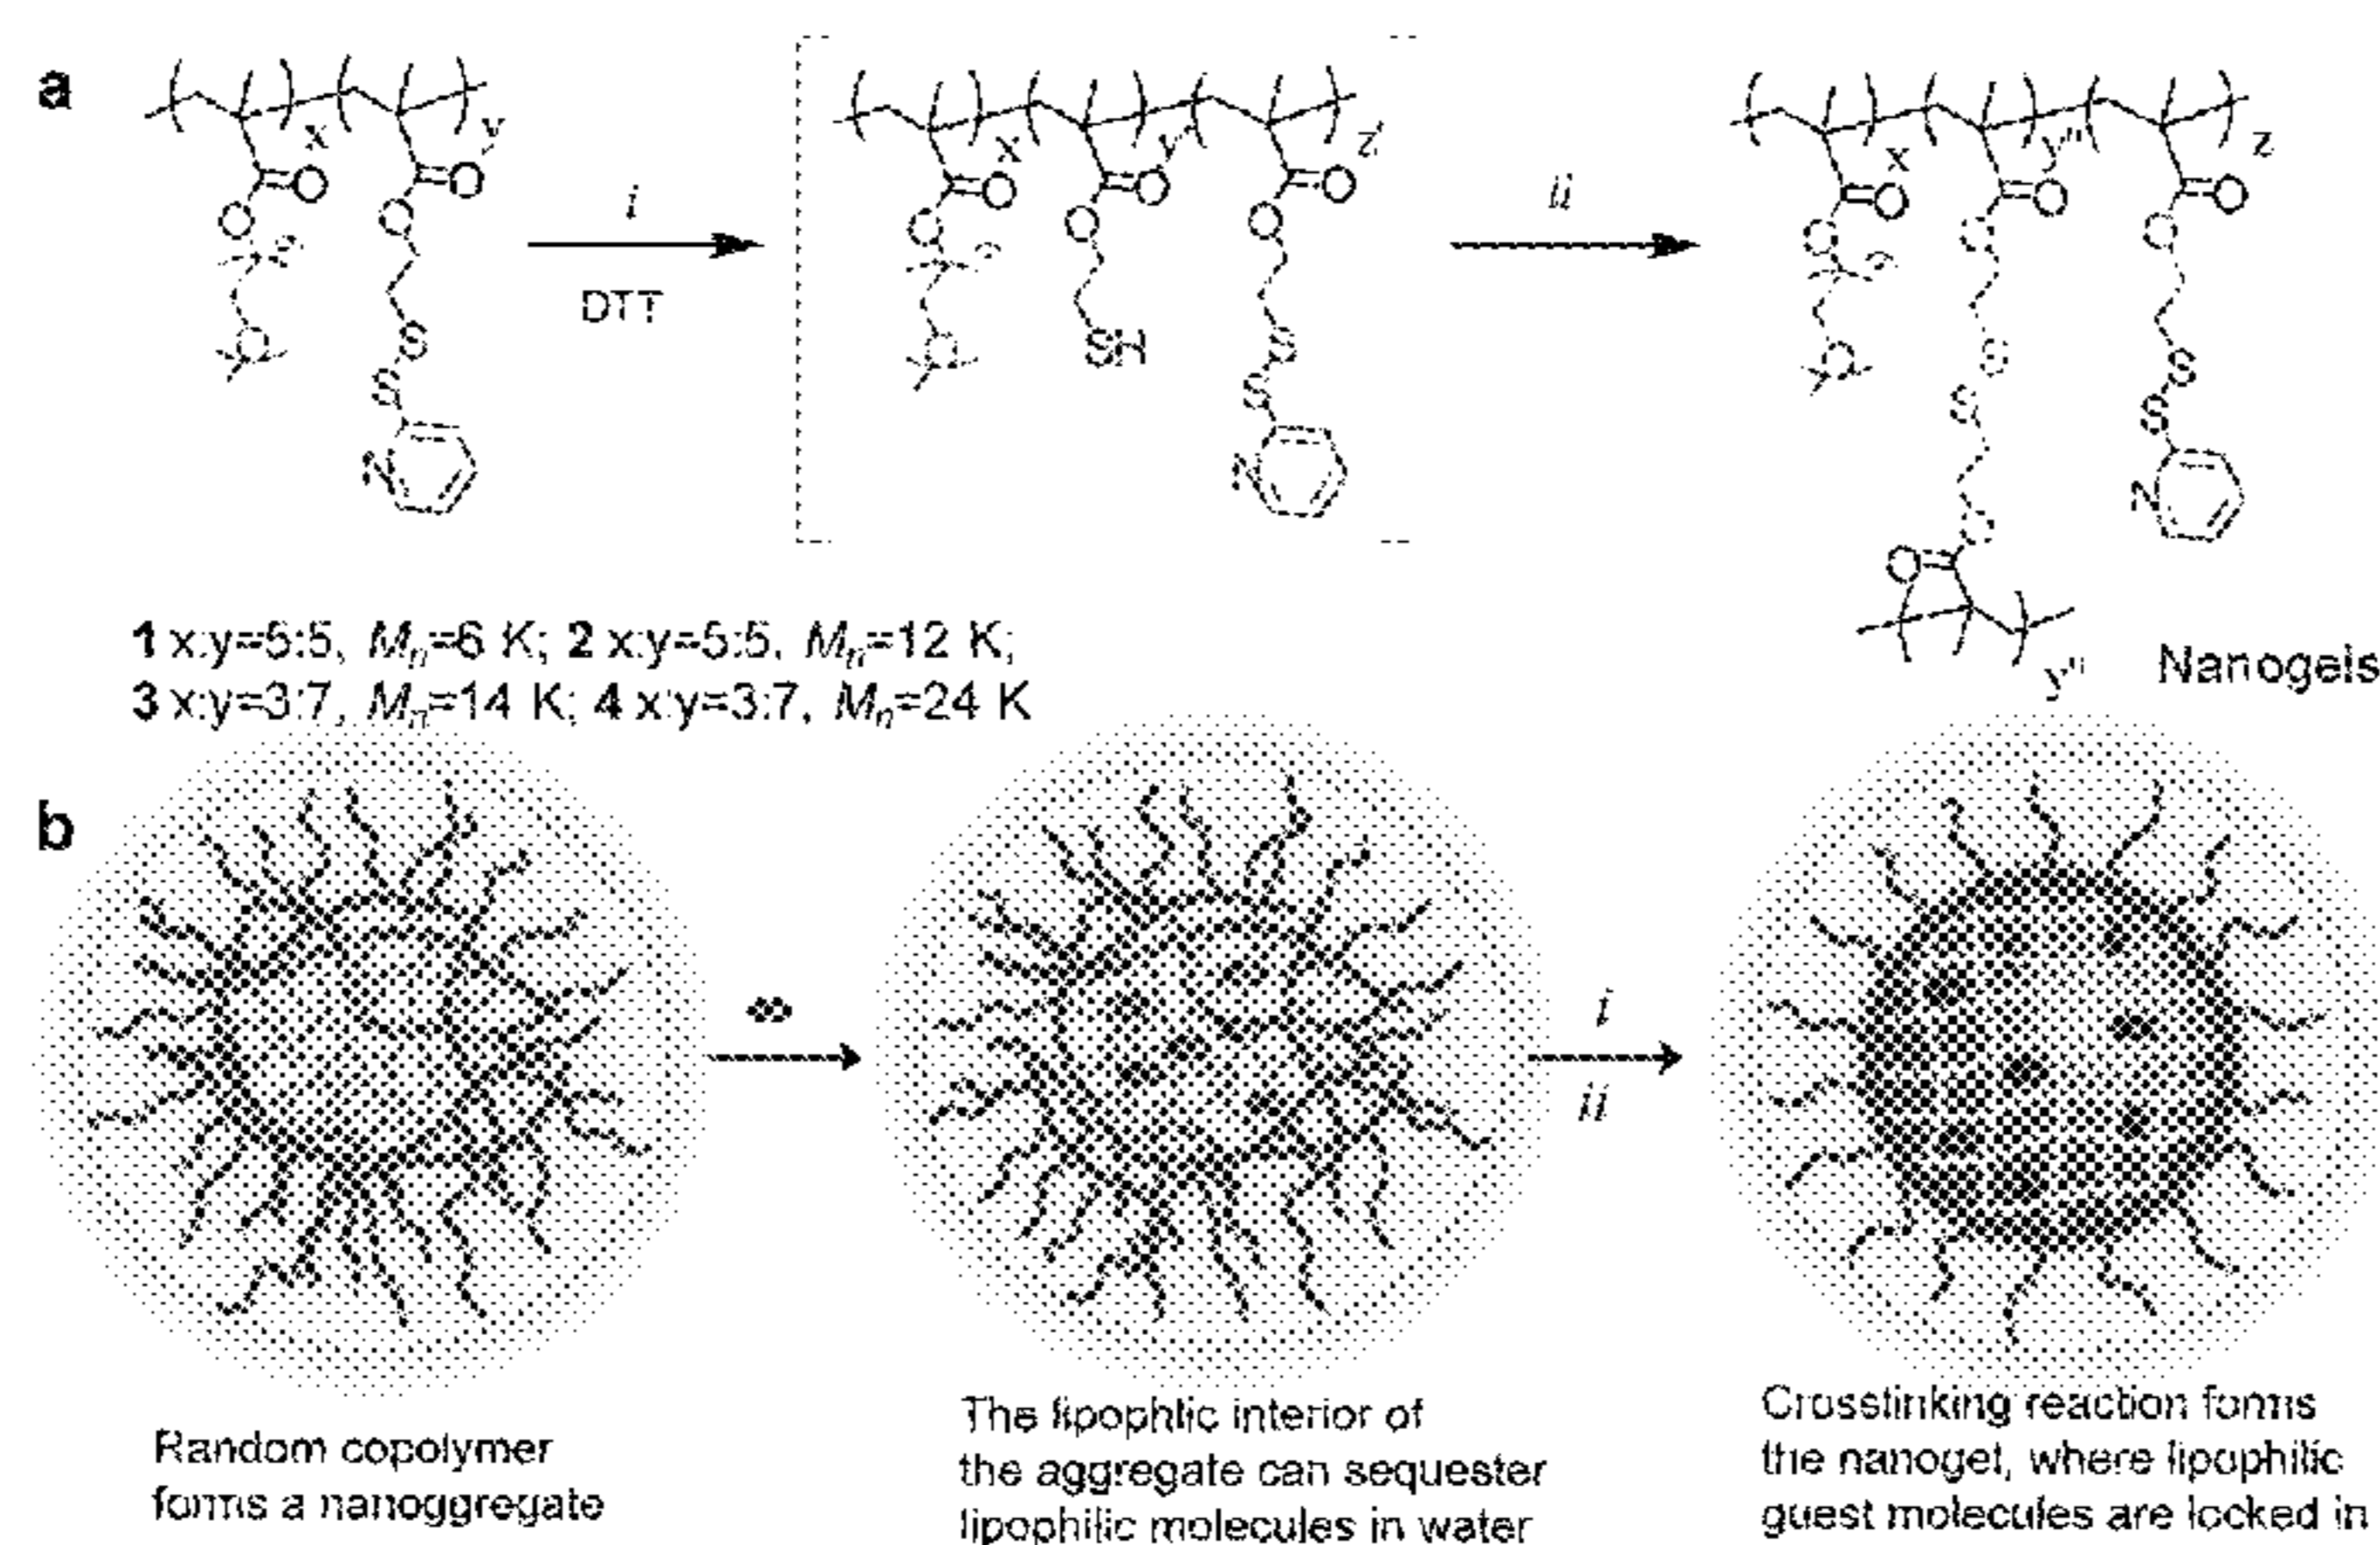 a
x
y
O
O
O
O
S
S
N
O
i
DTT
x
y'
z'
O
O
O
O
O
O
SH
S
S
N
O
ii
x
y''
z
O
O
O
O
O
O
S
S
S
S
N
O
O
O
y''
Nanogels
1 x:y=5:5, Mn=6 K; 2 x:y=5:5, Mn=12 K;
3 x:y=3:7, Mn=14 K; 4 x:y=3:7, Mn=24 K
b
i
ii
Random copolymer
forms a nanoggregate
The lipophlic interior of
the aggregate can sequester
lipophilic molecules in water
Crosslinking reaction forms
the nanogel, where lipophilic
guest molecules are locked in